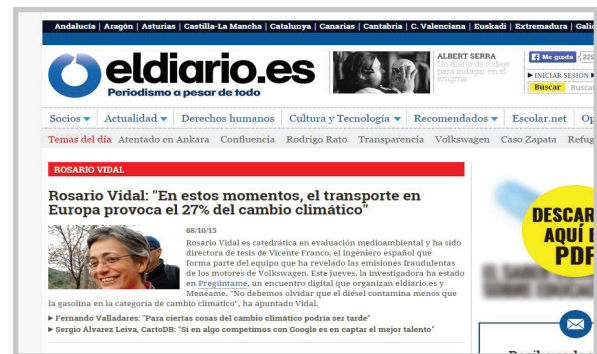 Andalucía | Aragón | Asturias | Castilla-La Mancha | Catalunya | Canarias | Cantabria | C. Valenciana | Euskadi | Extremadura | Galic
eldiario.es
Periodismo a pesar de todo
ALBERT SERRA
Un diario de rodaje
para indagar en el
enigma
Me gusta 229
INICIAR SESIÓN
Buscar Busca
Socios Actualidad Derechos humanos Cultura y Tecnología Recomendados Escolar.net Op
Temas del día Atentado en Ankara Confluencia Rodrigo Rato Transparencia Volkswagen Caso Zapata Refug
ROSARIO VIDAL
Rosario Vidal: "En estos momentos, el transporte en
Europa provoca el 27% del cambio climático"
08/10/15
Rosario Vidal es catedrática en evaluación medioambiental y ha sido
directora de tesis de Vicente Franco, el ingeniero español que
forma parte del equipo que ha revelado las emisiones fraudulentas
de los motores de Volkswagen. Este jueves, la investigadora ha estado
en Pregúntame, un encuentro digital que organizan eldiario.es y
Menéame. "No debemos olvidar que el diésel contamina menos que
la gasolina en la categoría de cambio climático", ha apuntado Vidal.
▶ Fernando Valladares: "Para ciertas cosas del cambio climático podría ser tarde"
▶ Sergio Álvarez Leiva, CartoDB: "Si en algo competimos con Google es en captar el mejor talento"
DESCAR
AQUÍ E
PDF
EL SABER
SOBRE EDUCAC